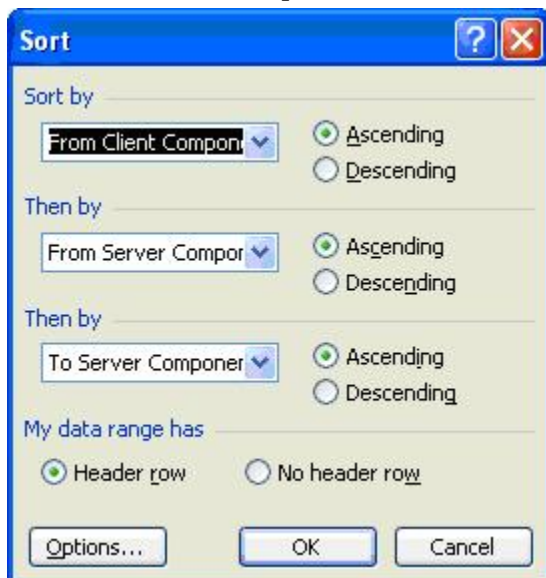 Sort
Sort by
From Client Compon
Ascending
Descending
Then by
From Server Compor
Ascending
Descending
Then by
To Server Componer
Ascending
Descending
My data range has
Header row
No header row
Options...
OK
Cancel